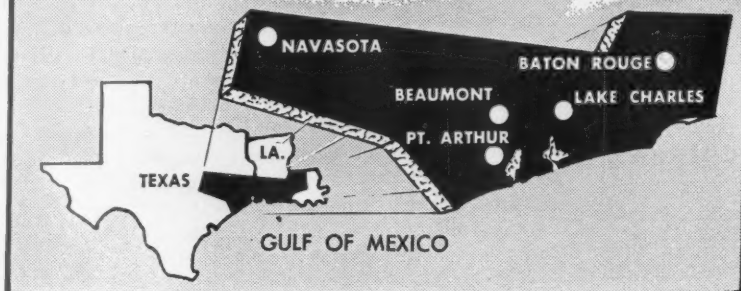 NAVASOTA
BATON ROUGE
BEAUMONT
LAKE CHARLES
PT. ARTHUR
LA.
TEXAS
GULF OF MEXICO